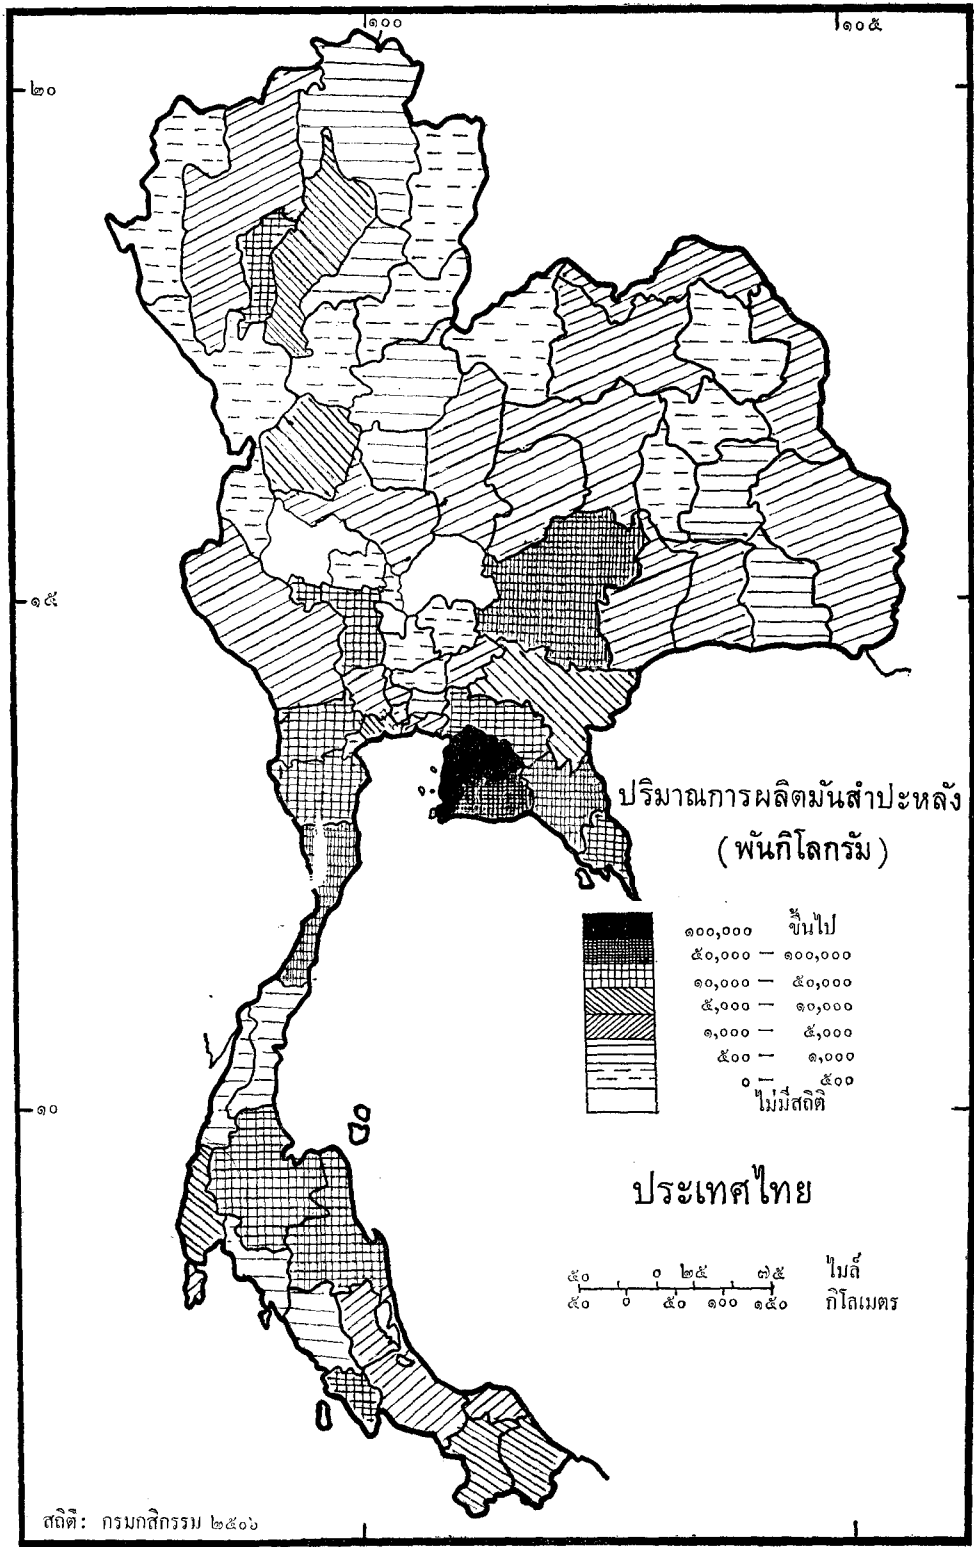 ๑๐๐
๑๐๕
๒๐
๑๕
๑๐
ปริมาณการผลิตมันสำปะหลัง
(พันกิโลกรัม)
๑๐๐,๐๐๐ ขึ้นไป
๕๐,๐๐๐ — ๑๐๐,๐๐๐
๑๐,๐๐๐ — ๕๐,๐๐๐
๕,๐๐๐ — ๑๐,๐๐๐
๑,๐๐๐ — ๕,๐๐๐
๕๐๐ — ๑,๐๐๐
๐ — ๕๐๐
ไม่มีสถิติ
ประเทศไทย
๕๐ ๐ ๒๕ ๗๕ ไมล์
๕๐ ๐ ๕๐ ๑๐๐ ๑๕๐ กิโลเมตร
สถิติ: กรมกสิกรรม ๒๕๐๖